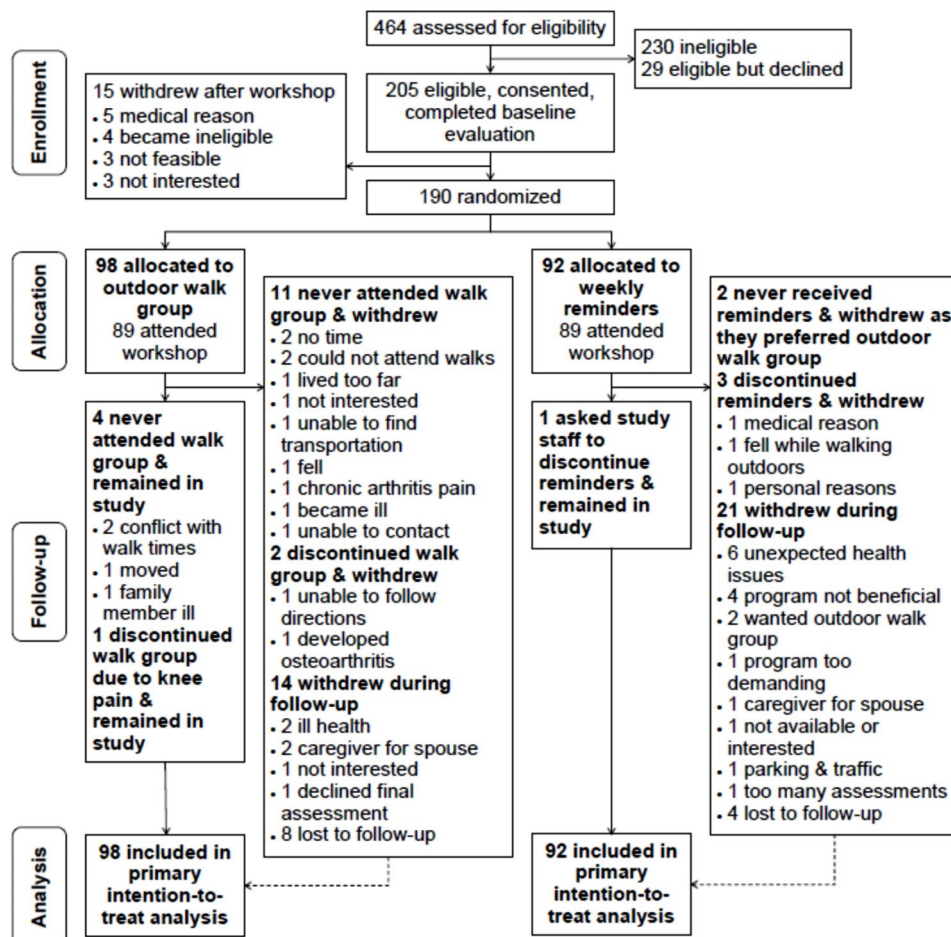 464 assessed for eligibility
230 ineligible
29 eligible but declined
Enrollment
15 withdrew after workshop
• 5 medical reason
• 4 became ineligible
• 3 not feasible
• 3 not interested
205 eligible, consented,
completed baseline
evaluation
190 randomized
Allocation
98 allocated to
outdoor walk
group
89 attended
workshop
92 allocated to
weekly
reminders
89 attended
workshop
Follow-up
4 never
attended walk
group &
remained in
study
• 2 conflict with
walk times
• 1 moved
• 1 family
member ill
1 discontinued
walk group
due to knee
pain &
remained in
study
11 never attended walk
group & withdrew
• 2 no time
• 2 could not attend walks
• 1 lived too far
• 1 not interested
• 1 unable to find
transportation
• 1 fell
• 1 chronic arthritis pain
• 1 became ill
• 1 unable to contact
2 discontinued walk
group & withdrew
• 1 unable to follow
directions
• 1 developed
osteoarthritis
14 withdrew during
follow-up
• 2 ill health
• 2 caregiver for spouse
• 1 not interested
• 1 declined final
assessment
• 8 lost to follow-up
1 asked study
staff to
discontinue
reminders &
remained in
study
2 never received
reminders & withdrew as
they preferred outdoor
walk group
3 discontinued
reminders & withdrew
• 1 medical reason
• 1 fell while walking
outdoors
• 1 personal reasons
21 withdrew during
follow-up
• 6 unexpected health
issues
• 4 program not beneficial
• 2 wanted outdoor walk
group
• 1 program too
demanding
• 1 caregiver for spouse
• 1 not available or
interested
• 1 parking & traffic
• 1 too many assessments
• 4 lost to follow-up
Analysis
98 included in
primary
intention-to-
treat analysis
92 included in
primary
intention-to-
treat analysis